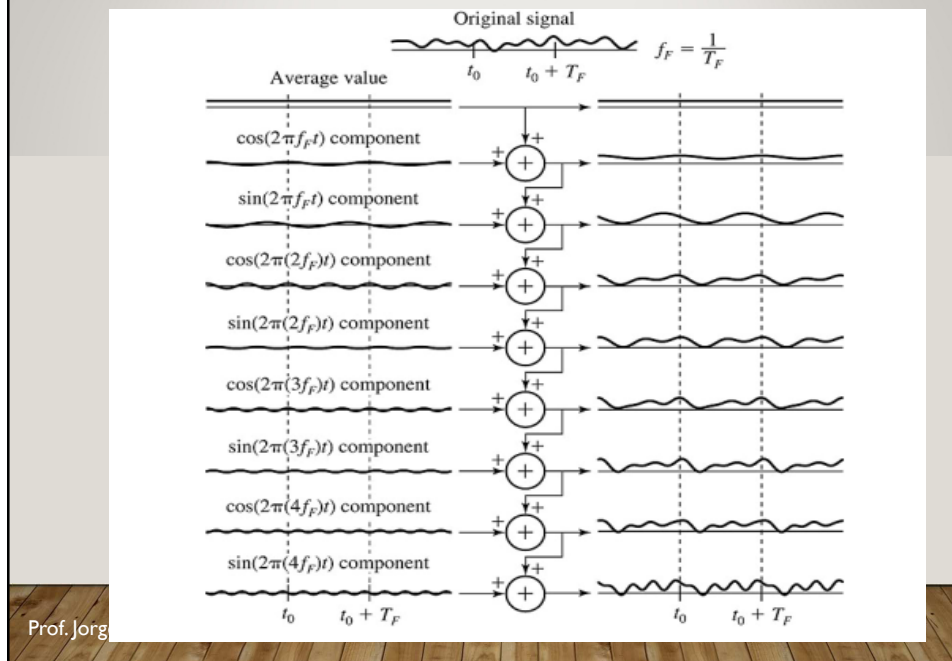 Original signal
f_F = 1/T_F
t_0 t_0 + T_F
Average value
cos(2πf_Ft) component
+
+ +
sin(2πf_Ft) component
+
+ +
cos(2π(2f_F)t) component
+
+ +
sin(2π(2f_F)t) component
+
+ +
cos(2π(3f_F)t) component
+
+ +
sin(2π(3f_F)t) component
+
+ +
cos(2π(4f_F)t) component
+
+ +
sin(2π(4f_F)t) component
+
+ +
t_0 t_0 + T_F t_0 t_0 + T_F
Prof. Jorg